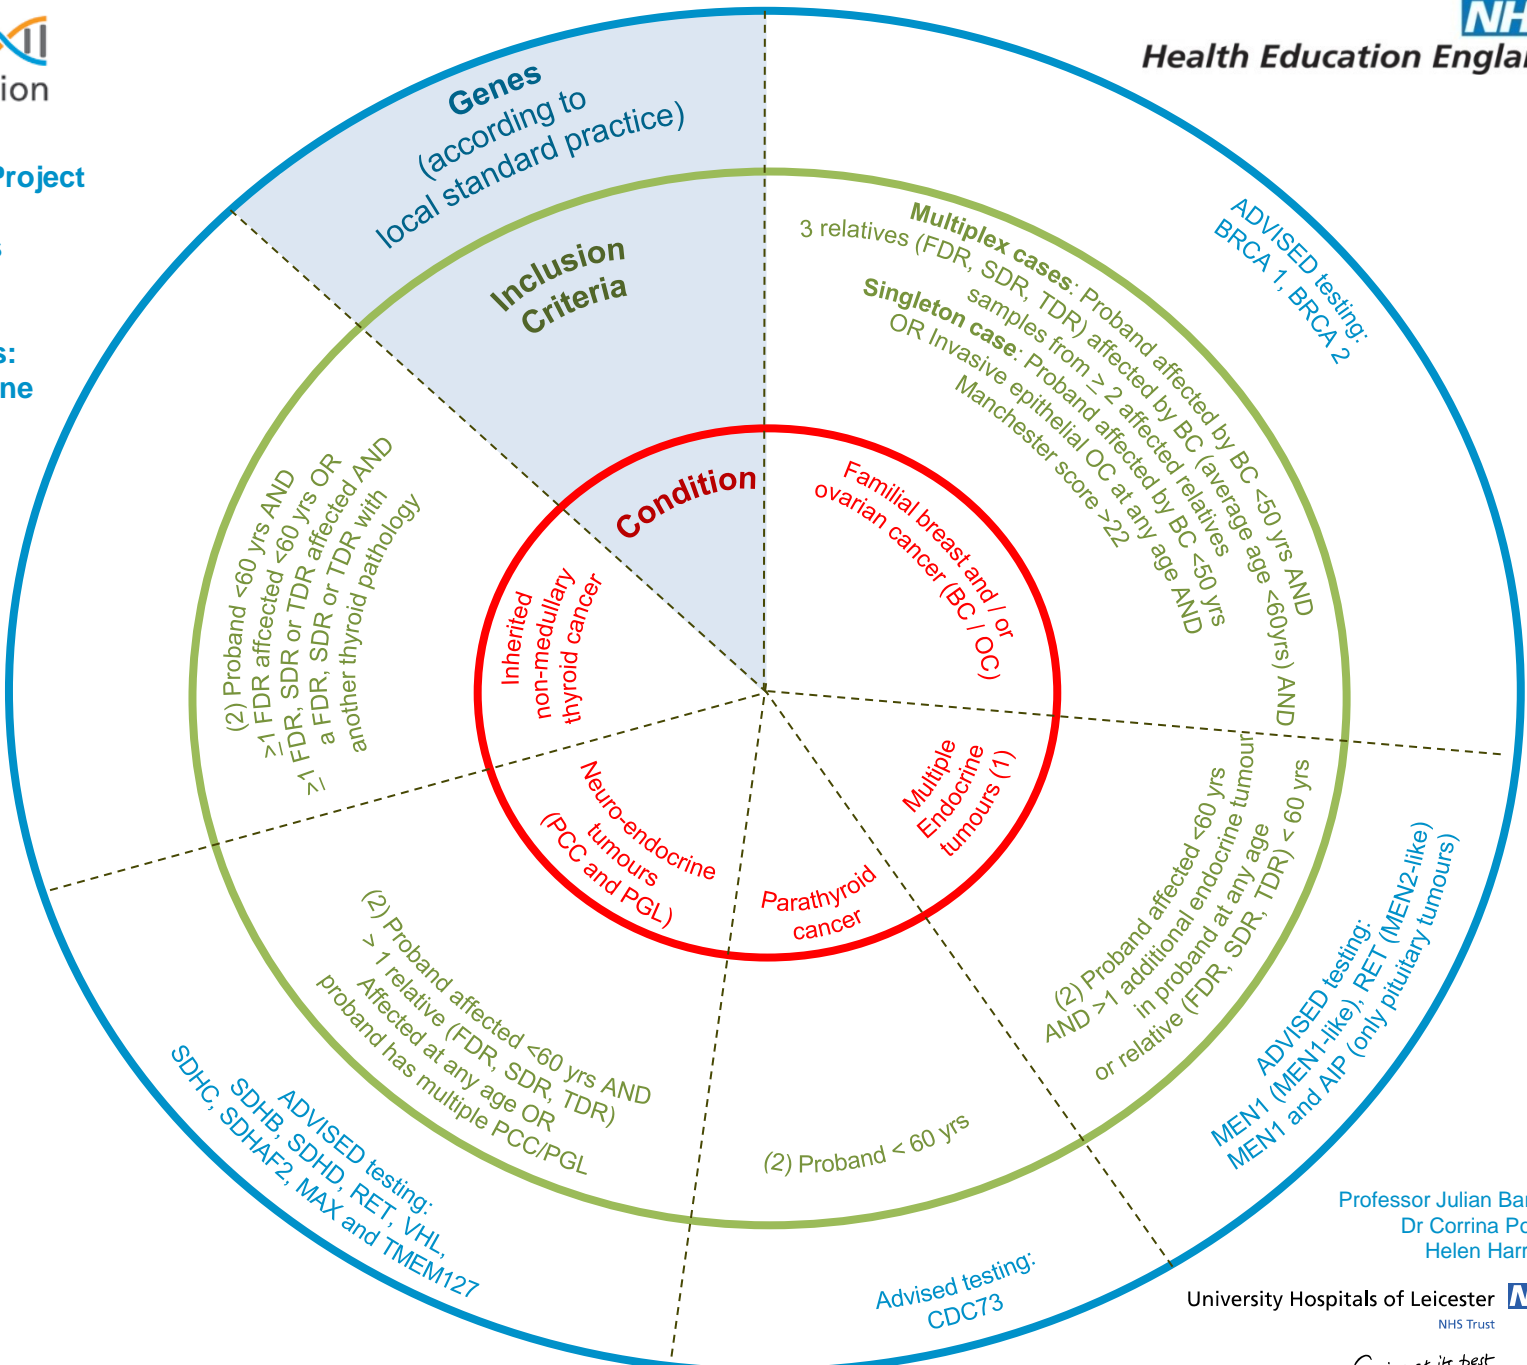 ion
Project
s:
ne
NH
Health Education Englan
Genes
(according to
local standard practice)
Inclusion
Criteria
Condition
ADVISED testing:
BRCA 1, BRCA 2
Multiplex cases: Proband affected by BC <50 yrs AND
3 relatives (FDR, SDR, TDR) affected by BC (average age <60yrs) AND
samples from ≥ 2 affected relatives
Singleton case: Proband affected by BC <50 yrs
OR Invasive epithelial OC at any age AND
Manchester score >22
Familial breast and / or
ovarian cancer (BC / OC)
Multiple
Endocrine
tumours (1)
(2) Proband affected <60 yrs
AND >1 additional endocrine tumour
in proband at any age
or relative (FDR, SDR, TDR) < 60 yrs
ADVISED testing:
MEN1 (MEN1-like), RET (MEN2-like)
MEN1 and AIP (only pituitary tumours)
Parathyroid
cancer
(2) Proband < 60 yrs
Advised testing:
CDC73
Neuro-endocrine
tumours
(PCC and PGL)
(2) Proband affected <60 yrs AND
> 1 relative (FDR, SDR, TDR)
Affected at any age OR
proband has multiple PCC/PGL
ADVISED testing:
SDHB, SDHD, RET, VHL,
SDHC, SDHAF2, MAX and TMEM127
Inherited
non-medullary
thyroid cancer
(2) Proband <60 yrs AND
≥1 FDR affcected <60 yrs OR
≥1 FDR, SDR or TDR affected AND
a FDR, SDR or TDR with
another thyroid pathology
Professor Julian Bar
Dr Corrina Po
Helen Harr
University Hospitals of Leicester N
NHS Trust